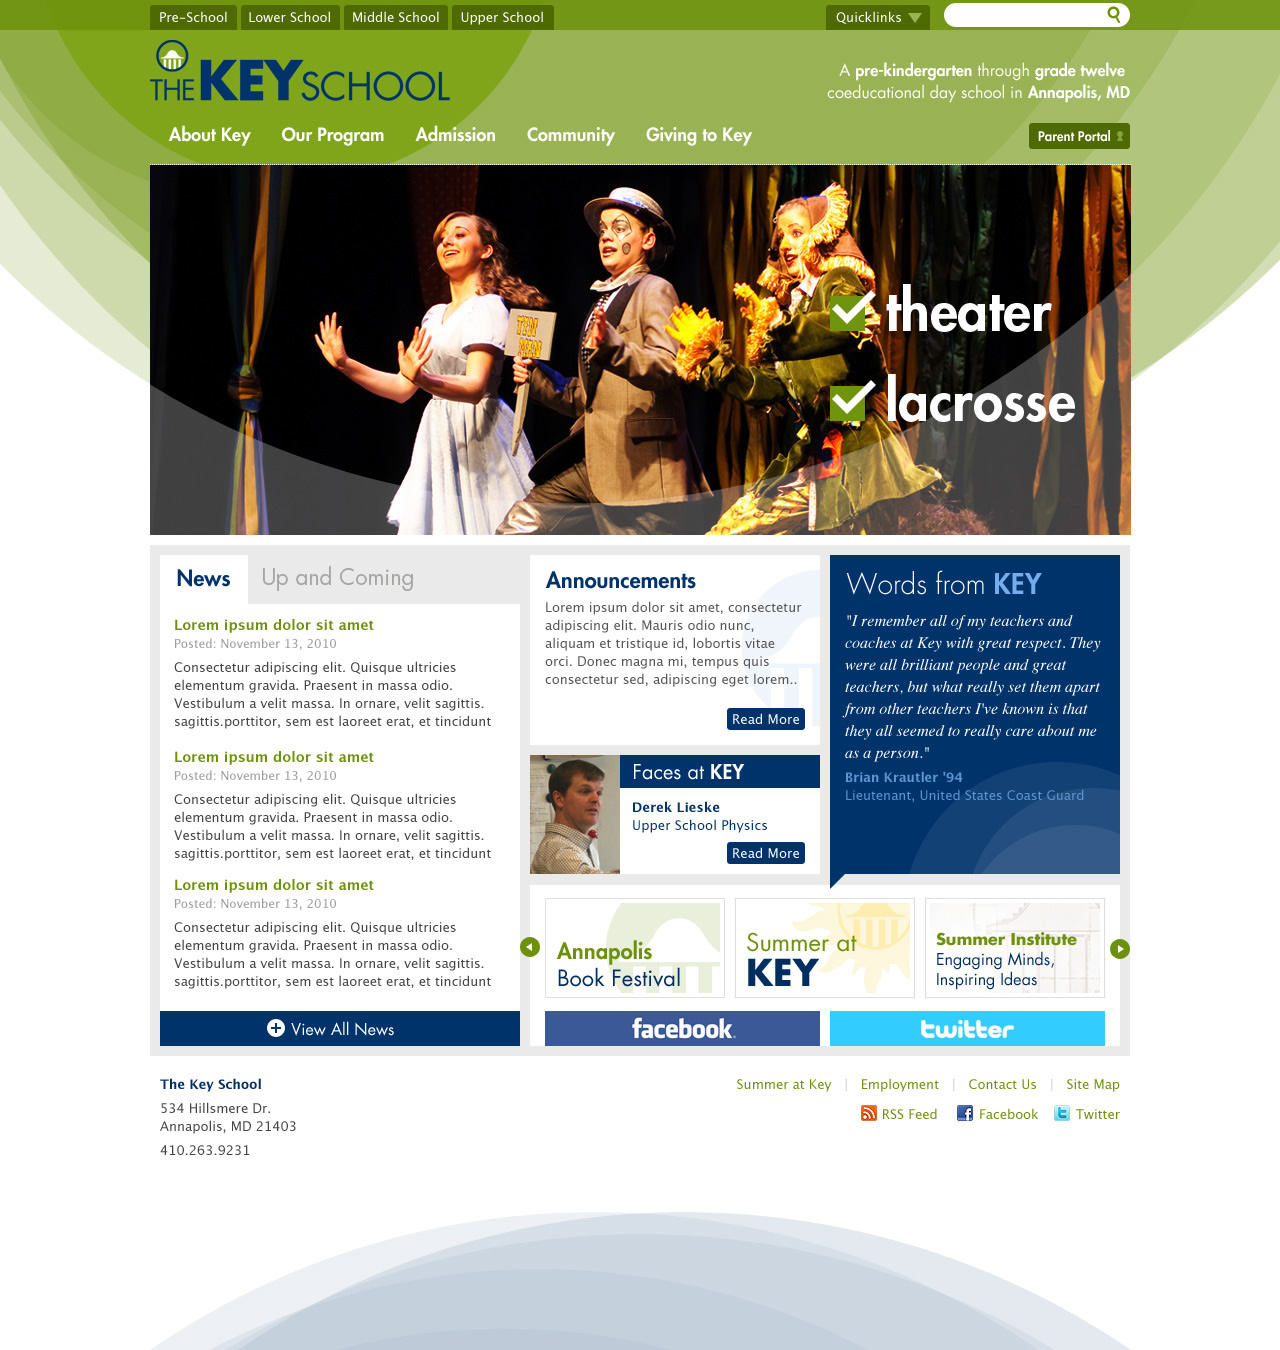 Pre-School Lower School Middle School Upper School Quicklinks
THE KEY SCHOOL
A pre-kindergarten through grade twelve
coeducational day school in Annapolis, MD
About Key Our Program Admission Community Giving to Key Parent Portal
theater
lacrosse
News Up and Coming
Lorem ipsum dolor sit amet
Posted: November 13, 2010
Consectetur adipiscing elit. Quisque ultricies
elementum gravida. Praesent in massa odio.
Vestibulum a velit massa. In ornare, velit sagittis.
sagittis.porttitor, sem est laoreet erat, et tincidunt
Lorem ipsum dolor sit amet
Posted: November 13, 2010
Consectetur adipiscing elit. Quisque ultricies
elementum gravida. Praesent in massa odio.
Vestibulum a velit massa. In ornare, velit sagittis.
sagittis.porttitor, sem est laoreet erat, et tincidunt
Lorem ipsum dolor sit amet
Posted: November 13, 2010
Consectetur adipiscing elit. Quisque ultricies
elementum gravida. Praesent in massa odio.
Vestibulum a velit massa. In ornare, velit sagittis.
sagittis.porttitor, sem est laoreet erat, et tincidunt
View All News
Announcements
Lorem ipsum dolor sit amet, consectetur
adipiscing elit. Mauris odio nunc,
aliquam et tristique id, lobortis vitae
orci. Donec magna mi, tempus quis
consectetur sed, adipiscing eget lorem..
Read More
Faces at KEY
Derek Lieske
Upper School Physics
Read More
Words from KEY
"I remember all of my teachers and
coaches at Key with great respect. They
were all brilliant people and great
teachers, but what really set them apart
from other teachers I've known is that
they all seemed to really care about me
as a person."
Brian Krautler '94
Lieutenant, United States Coast Guard
Annapolis
Book Festival
Summer at
KEY
Summer Institute
Engaging Minds,
Inspiring Ideas
facebook
twitter
The Key School
534 Hillsmere Dr.
Annapolis, MD 21403
410.263.9231
Summer at Key | Employment | Contact Us | Site Map
RSS Feed Facebook Twitter